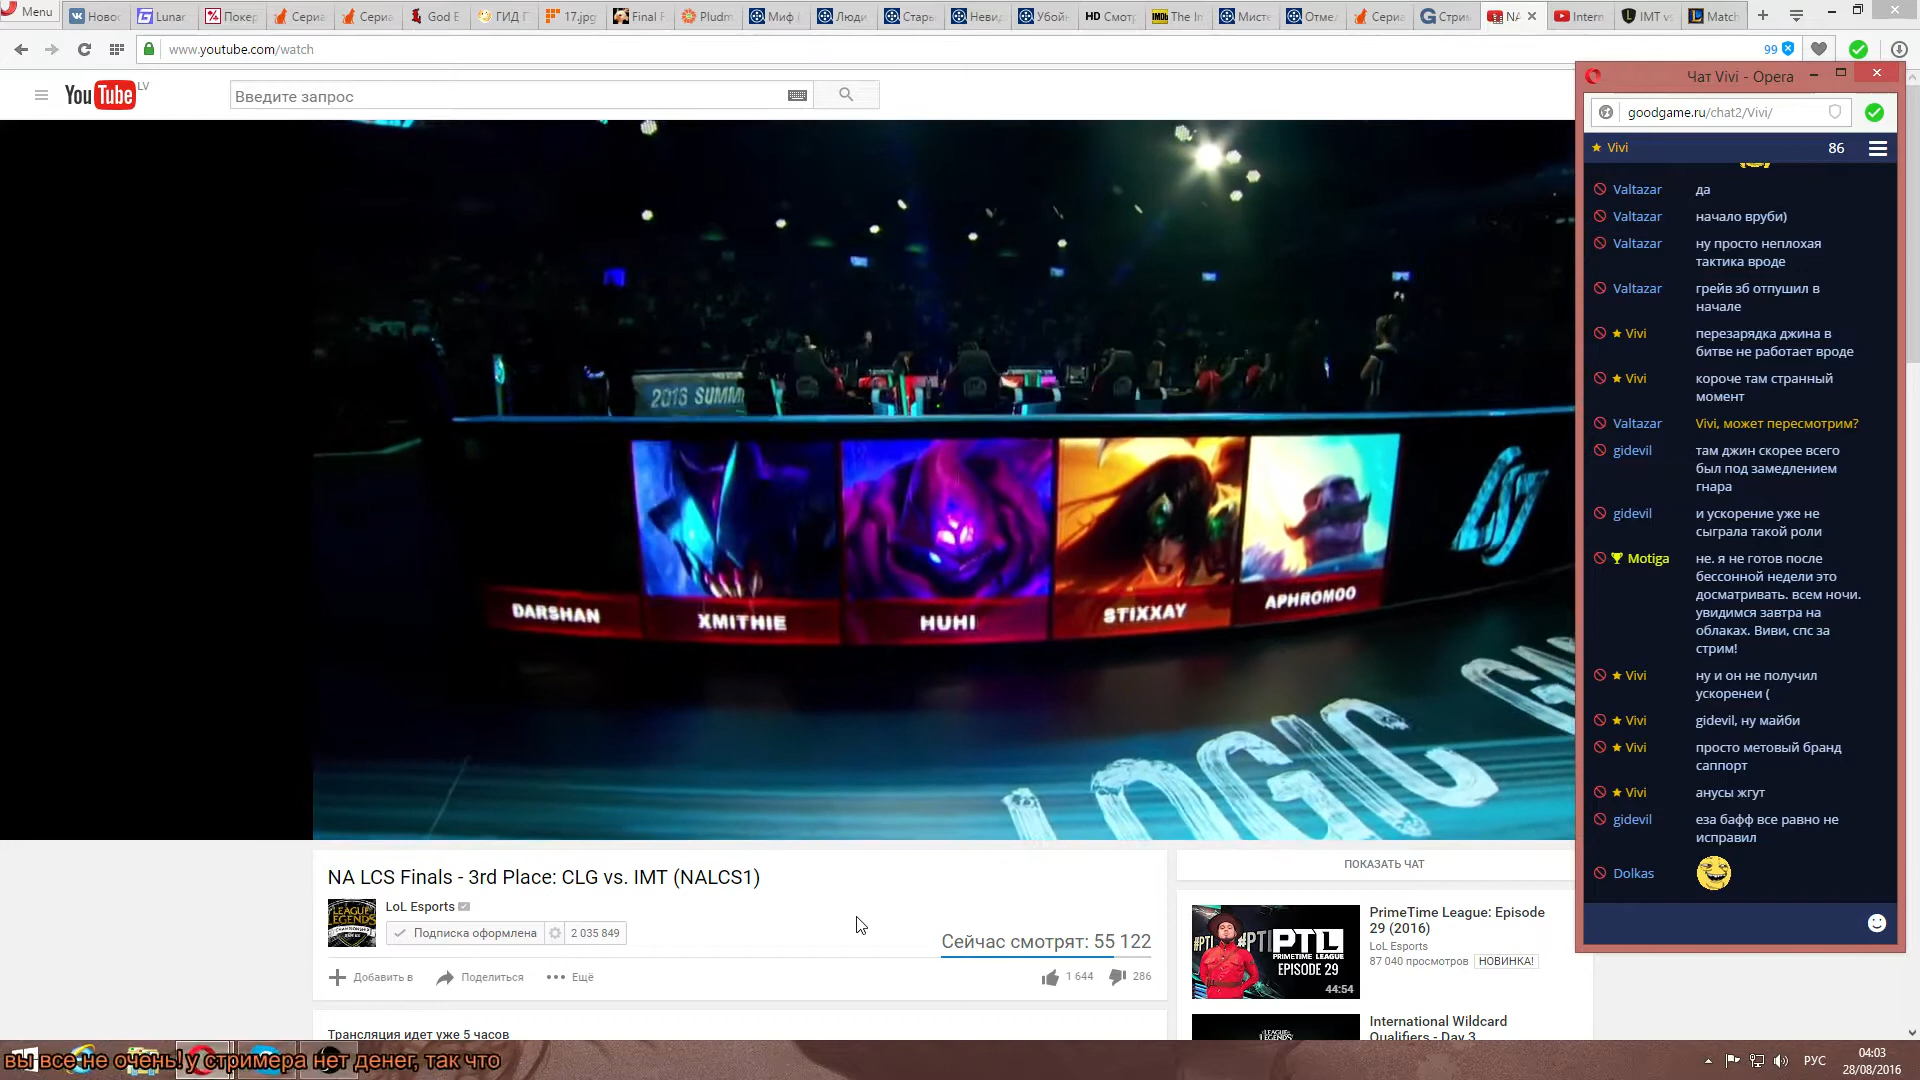 Menu
Новос
Lunar
Покер
Сериа
Сериа
God E
ГИД П
17.jpg
Final F
Pludm
Миф (
Люди
Стары
Невид
Убойн
HD Смотр
The In
Мисте
Отмел
Сериа
Стрим
NA
Intern
IMT vs
Match
www.youtube.com/watch
99
YouTube LV
Введите запрос
Чат Vivi - Opera
goodgame.ru/chat2/Vivi/
Vivi 86
Valtazar да
Valtazar начало вруби)
Valtazar ну просто неплохая
тактика вроде
Valtazar грейв зб отпушил в
начале
Vivi перезарядка джина в
битве не работает вроде
Vivi короче там странный
момент
Valtazar Vivi, может пересмотрим?
gidevil там джин скорее всего
был под замедлением
гнара
gidevil и ускорение уже не
сыграла такой роли
Motiga не. я не готов после
бессонной недели это
досматривать. всем ночи.
увидимся завтра на
облаках. Виви, спс за
стрим!
Vivi ну и он не получил
ускоренеи (
Vivi gidevil, ну майби
Vivi просто метовый бранд
саппорт
Vivi анусы жгут
gidevil еза бафф все равно не
исправил
Dolkas
2016 SUMM
DARSHAN
XMITHIE
HUHI
STIXXAY
APHROMOO
LOGIC GA
NA LCS Finals - 3rd Place: CLG vs. IMT (NALCS1)
LEAGUE
LEGENDS
LoL Esports
Подписка оформлена
2 035 849
Сейчас смотрят: 55 122
Добавить в
Поделиться
Ещё
1 644
286
Трансляция идет уже 5 часов
ПОКАЗАТЬ ЧАТ
#PTL
PTL
PRIMETIME LEAGUE
EPISODE 29
44:54
PrimeTime League: Episode
29 (2016)
LoL Esports
87 040 просмотров
НОВИНКА!
International Wildcard
Qualifiers - Day 3
вы все не очень! у стримера нет денег, так что
РУС
04:03
28/08/2016